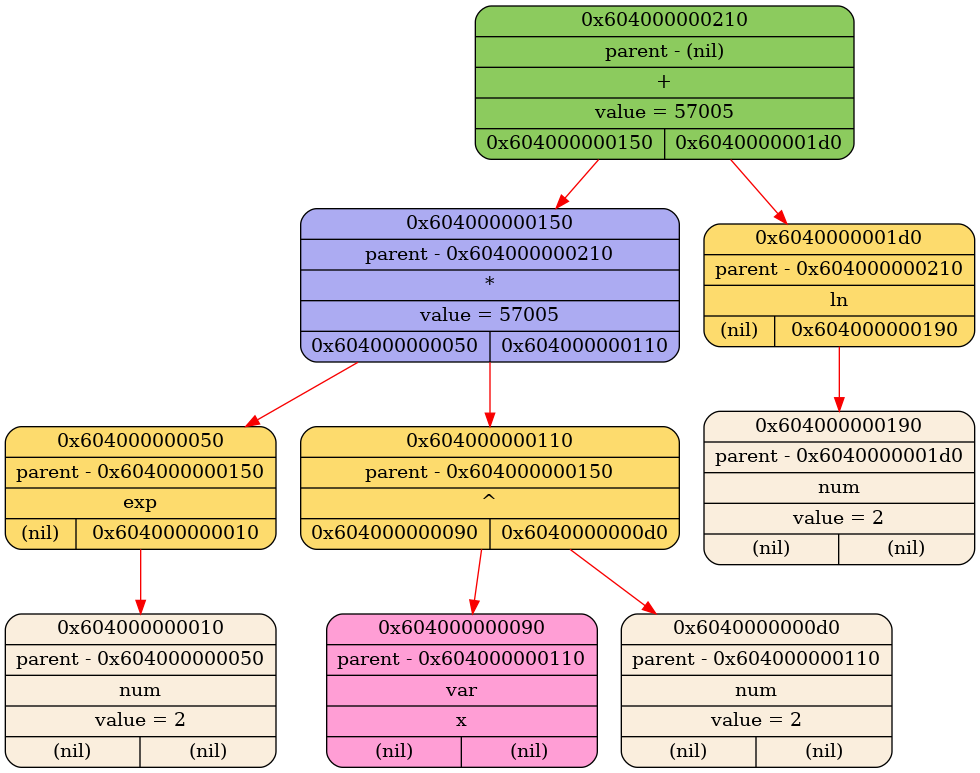 0x604000000210
parent - (nil)
+
value = 57005
0x604000000150 0x6040000001d0
0x604000000150
parent - 0x604000000210
*
value = 57005
0x604000000050 0x604000000110
0x6040000001d0
parent - 0x604000000210
ln
(nil) 0x604000000190
0x604000000050
parent - 0x604000000150
exp
(nil) 0x604000000010
0x604000000110
parent - 0x604000000150
^
0x604000000090 0x6040000000d0
0x604000000190
parent - 0x6040000001d0
num
value = 2
(nil) (nil)
0x604000000010
parent - 0x604000000050
num
value = 2
(nil) (nil)
0x604000000090
parent - 0x604000000110
var
x
(nil) (nil)
0x6040000000d0
parent - 0x604000000110
num
value = 2
(nil) (nil)